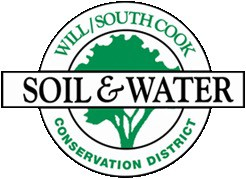 WILL/SOUTH COOK
SOIL & WATER
CONSERVATION DISTRICT